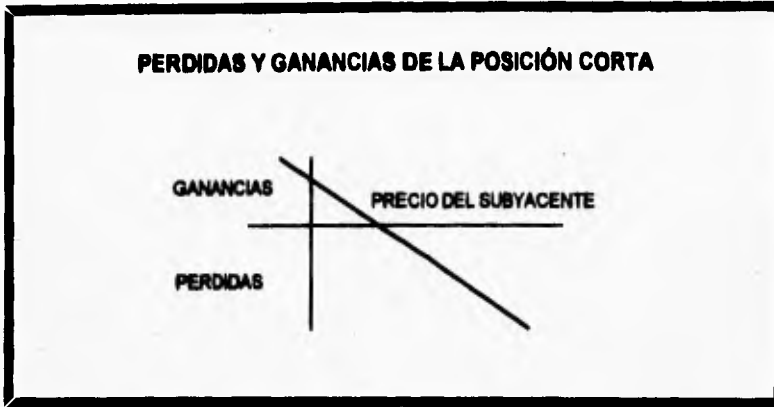 PERDIDAS Y GANANCIAS DE LA POSICIÓN CORTA
GANANCIAS
PRECIO DEL SUBYACENTE
PERDIDAS